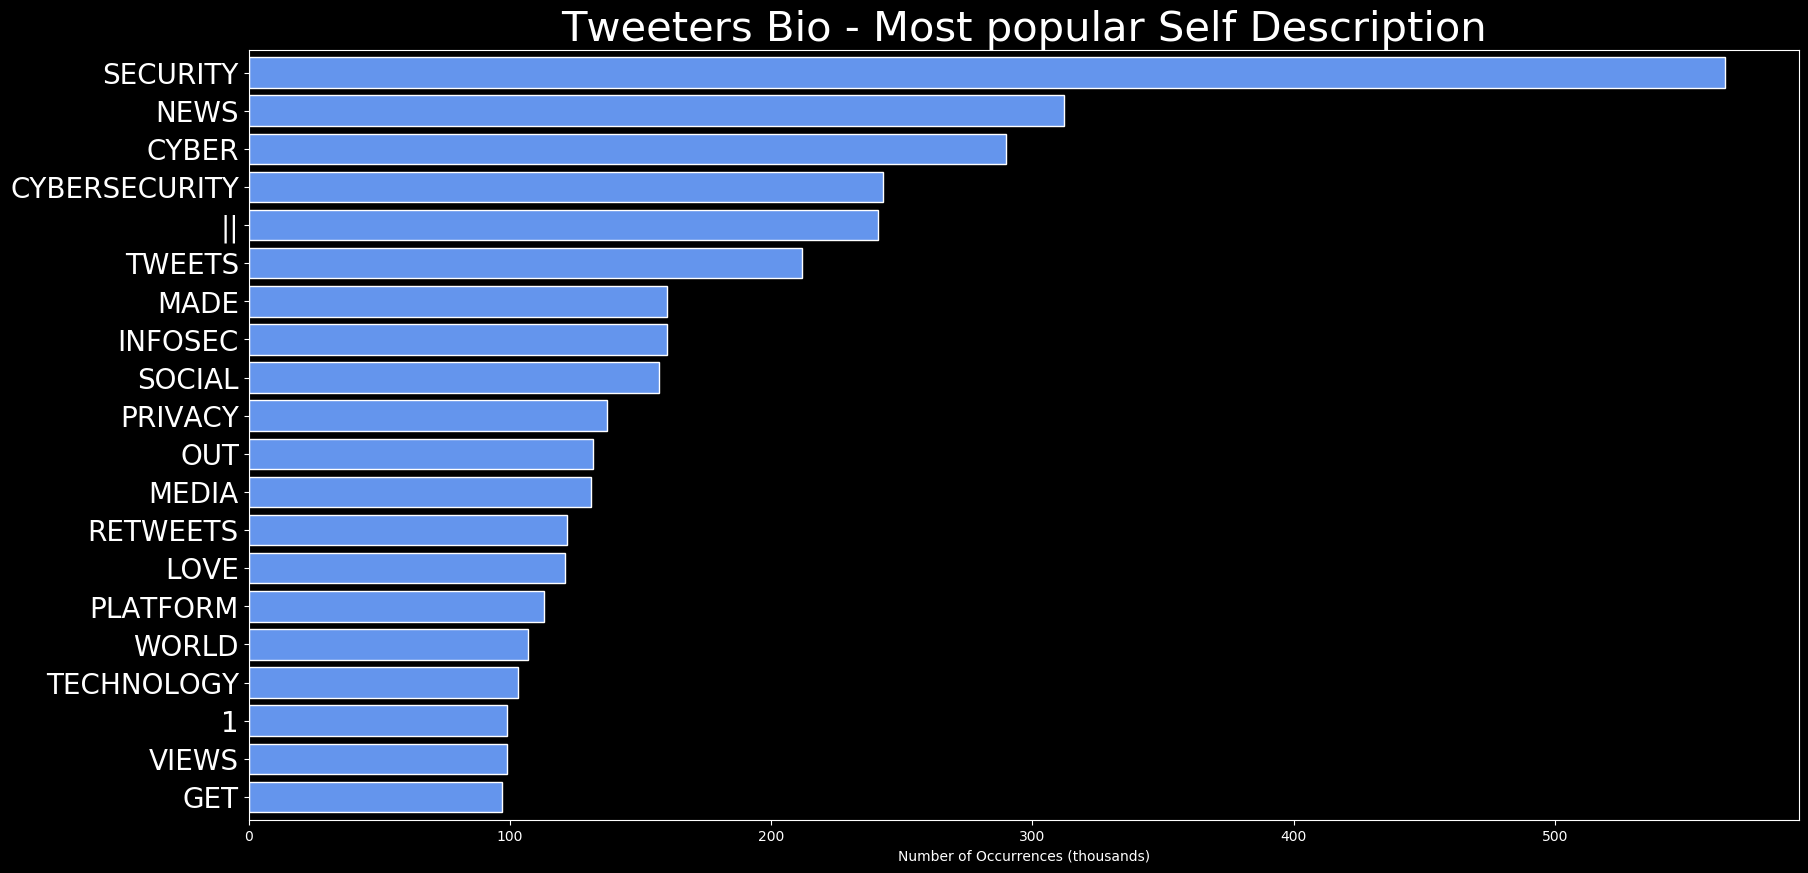 Tweeters Bio - Most popular Self Description
SECURITY
NEWS
CYBER
CYBERSECURITY
||
TWEETS
MADE
INFOSEC
SOCIAL
PRIVACY
OUT
MEDIA
RETWEETS
LOVE
PLATFORM
WORLD
TECHNOLOGY
1
VIEWS
GET
0 100 200 300 400 500
Number of Occurrences (thousands)